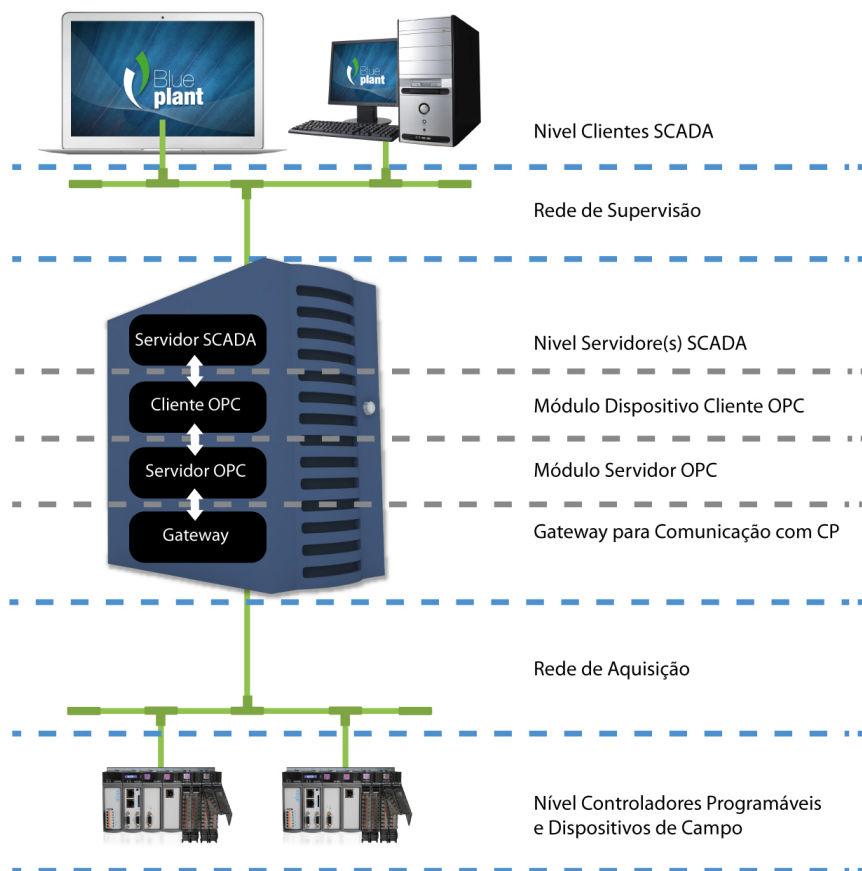 Blue
plant
Blue
plant
Nivel Clientes SCADA
Rede de Supervisão
Servidor SCADA
Nivel Servidore(s) SCADA
Cliente OPC
Módulo Dispositivo Cliente OPC
Servidor OPC
Módulo Servidor OPC
Gateway
Gateway para Comunicação com CP
Rede de Aquisição
Nível Controladores Programáveis
e Dispositivos de Campo